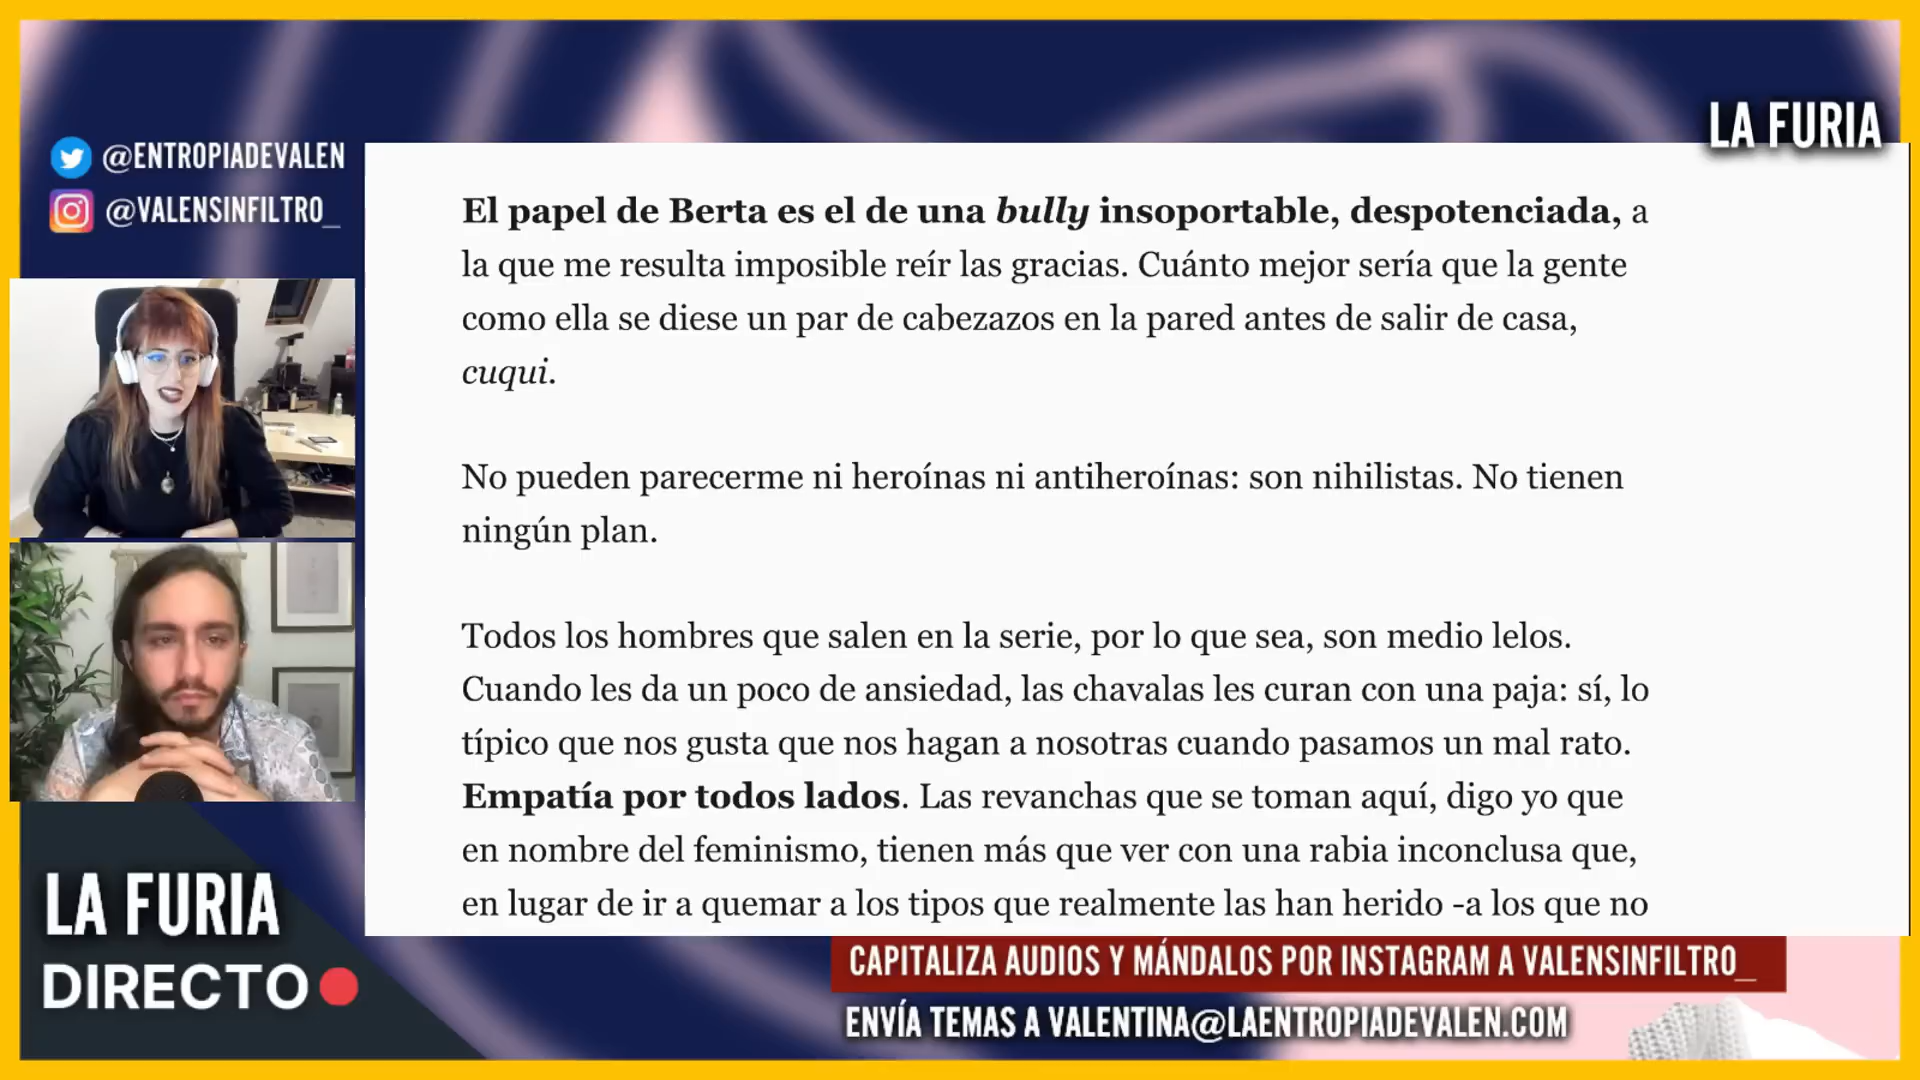 LA FURIA
@ENTROPIADEVALEN
@VALENSINFILTRO_
El papel de Berta es el de una bully insoportable, despotenciada, a
la que me resulta imposible reír las gracias. Cuánto mejor sería que la gente
como ella se diese un par de cabezazos en la pared antes de salir de casa,
cuqui.
No pueden parecerme ni heroínas ni antiheroínas: son nihilistas. No tienen
ningún plan.
Todos los hombres que salen en la serie, por lo que sea, son medio lelos.
Cuando les da un poco de ansiedad, las chavalas les curan con una paja: sí, lo
típico que nos gusta que nos hagan a nosotras cuando pasamos un mal rato.
Empatía por todos lados. Las revanchas que se toman aquí, digo yo que
en nombre del feminismo, tienen más que ver con una rabia inconclusa que,
en lugar de ir a quemar a los tipos que realmente las han herido -a los que no
LA FURIA
DIRECTO
CAPITALIZA AUDIOS Y MÁNDALOS POR INSTAGRAM A VALENSINFILTRO_
ENVÍA TEMAS A VALENTINA@LAENTROPIADEVALEN.COM